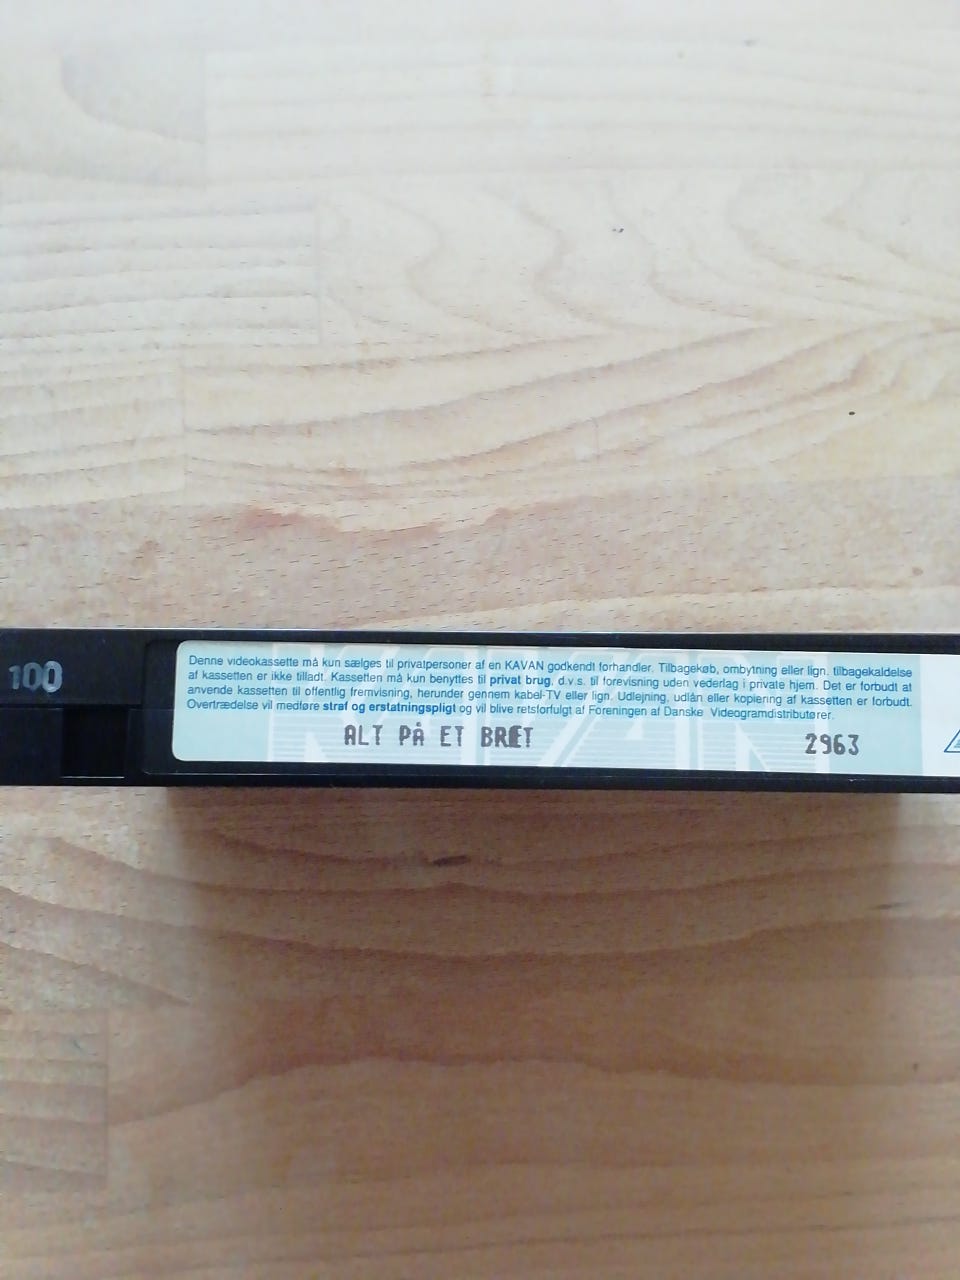 100
Denne videokassette må kun sælges til privatpersoner af en KAVAN godkendt forhandler. Tilbagekøb, ombytning eller lign. tilbagekaldelse
af kassetten er ikke tilladt. Kassetten må kun benyttes til privat brug, d.v.s. til forevisning uden vederlag i private hjem. Det er forbudt at
anvende kassetten til offentlig fremvisning, herunder gennem kabel-TV eller lign. Udlejning, udlån eller kopiering af kassetten er forbudt.
Overtrædelse vil medføre straf og erstatningspligt og vil blive retsforfulgt af Foreningen af Danske Videogramdistributører.
KAVAN
ALT PÅ ET BRÆT 2963